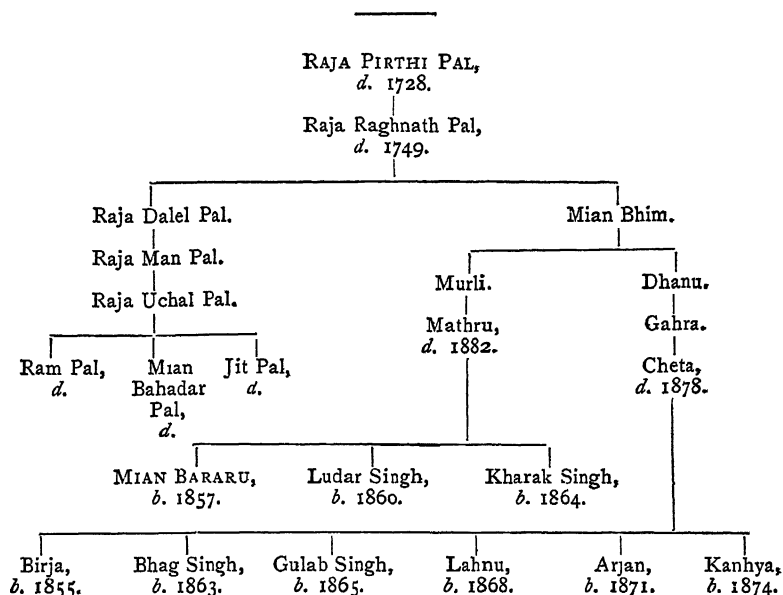 RAJA PIRTHI PAL,
d. 1728.
Raja Raghnath Pal,
d. 1749.
Raja Dalel Pal.
Mian Bhim.
Raja Man Pal.
Raja Uchal Pal.
Murli.
Dhanu.
Mathru,
d. 1882.
Gahra.
Ram Pal,
d.
Mian
Bahadar
Pal,
d.
Jit Pal,
d.
Cheta,
d. 1878.
MIAN BARARU,
b. 1857.
Ludar Singh,
b. 1860.
Kharak Singh,
b. 1864.
Birja,
b. 1855.
Bhag Singh,
b. 1863.
Gulab Singh,
b. 1865.
Lahnu,
b. 1868.
Arjan,
b. 1871.
Kanhya,
b. 1874.